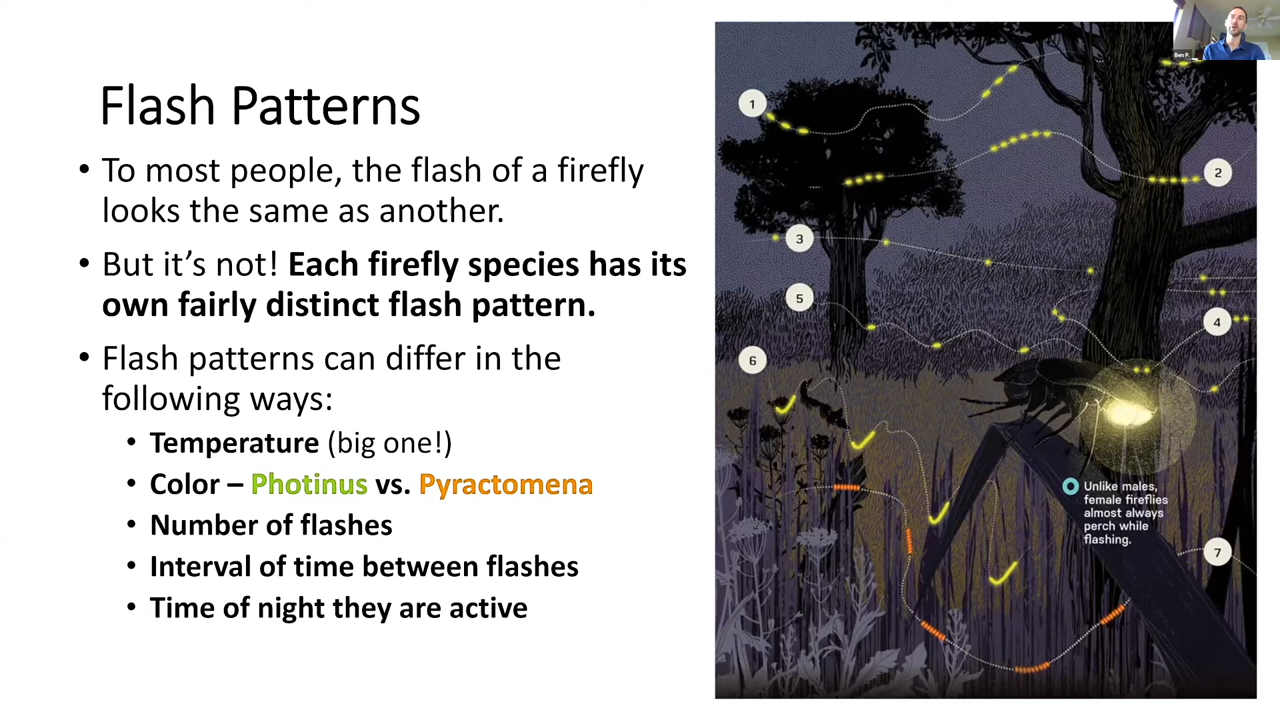 Flash Patterns
• To most people, the flash of a firefly
looks the same as another.
• But it’s not! Each firefly species has its
own fairly distinct flash pattern.
• Flash patterns can differ in the
following ways:
• Temperature (big one!)
• Color – Photinus vs. Pyractomena
• Number of flashes
• Interval of time between flashes
• Time of night they are active
Ben P.
1
2
3
5
4
6
Unlike males,
female fireflies
almost always
perch while
flashing.
7